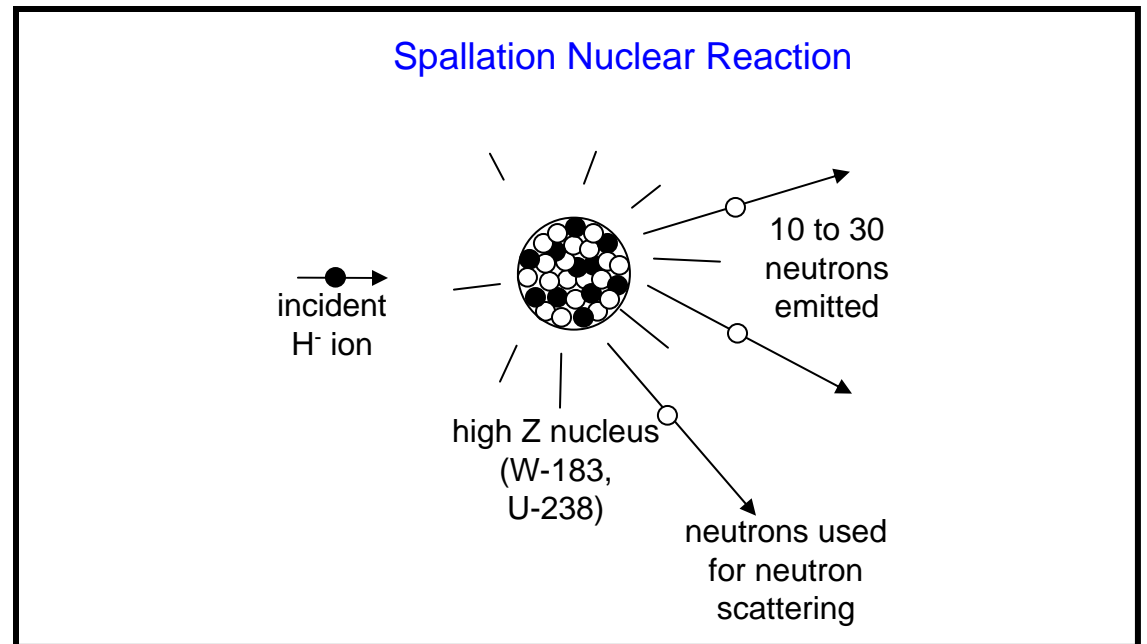 Spallation Nuclear Reaction
incident
H⁻ ion
10 to 30
neutrons
emitted
high Z nucleus
(W-183,
U-238)
neutrons used
for neutron
scattering